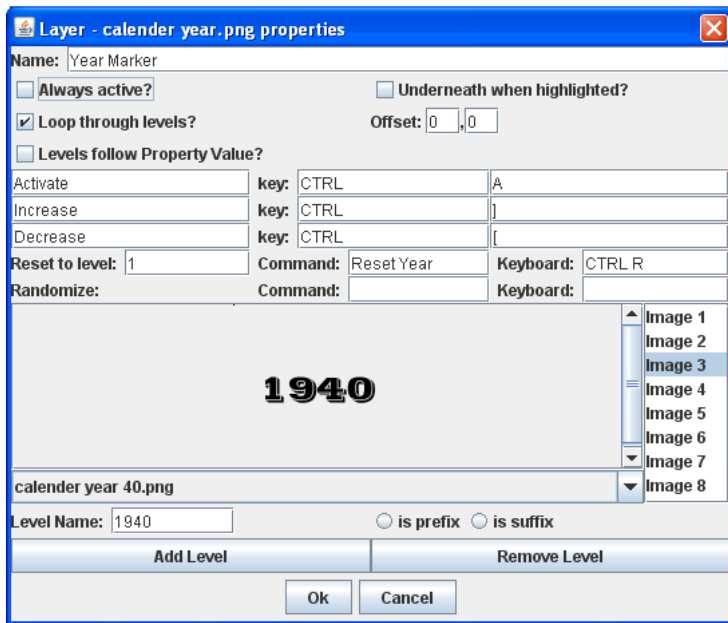 Layer - calender year.png properties
Name: Year Marker
Always active? Underneath when highlighted?
Loop through levels? Offset: 0 ,0
Levels follow Property Value?
Activate key: CTRL A
Increase key: CTRL ]
Decrease key: CTRL [
Reset to level: 1 Command: Reset Year Keyboard: CTRL R
Randomize: Command: Keyboard:
1940
Image 1
Image 2
Image 3
Image 4
Image 5
Image 6
Image 7
Image 8
calender year 40.png
Level Name: 1940 is prefix is suffix
Add Level Remove Level
Ok Cancel